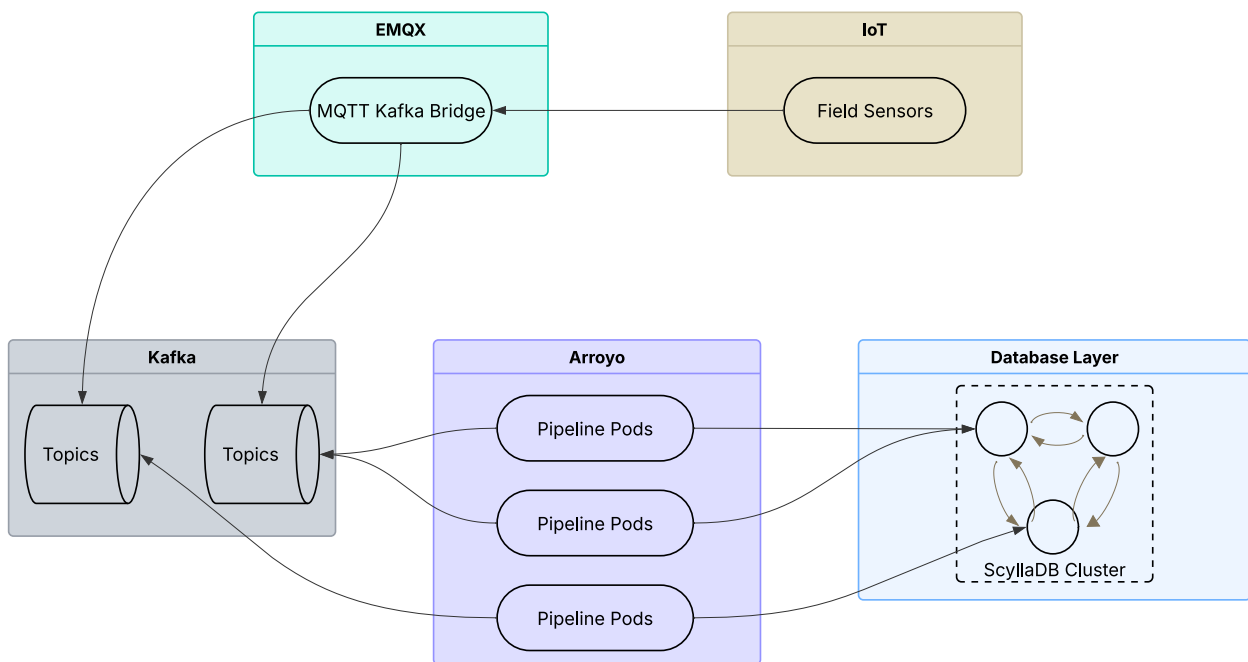 EMQX
IoT
MQTT Kafka Bridge
Field Sensors
Kafka
Arroyo
Database Layer
Topics
Topics
Pipeline Pods
Pipeline Pods
Pipeline Pods
ScyllaDB Cluster